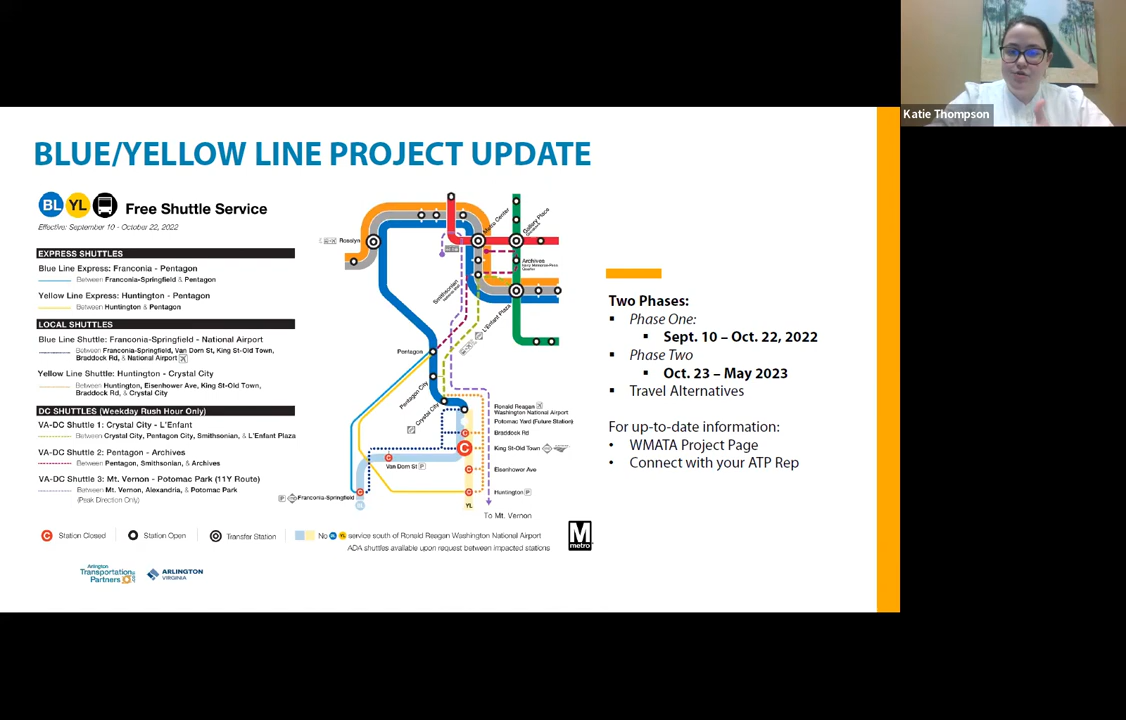 Katie Thompson
BLUE/YELLOW LINE PROJECT UPDATE
BL YL Free Shuttle Service
Effective: September 10 - October 22, 2022
EXPRESS SHUTTLES
Blue Line Express: Franconia - Pentagon
Between Franconia-Springfield & Pentagon
Yellow Line Express: Huntington - Pentagon
Between Huntington & Pentagon
LOCAL SHUTTLES
Blue Line Shuttle: Franconia-Springfield - National Airport
Between Franconia-Springfield, Van Dorn St, King St-Old Town,
Braddock Rd, & National Airport
Yellow Line Shuttle: Huntington - Crystal City
Between Huntington, Eisenhower Ave, King St-Old Town,
Braddock Rd, & Crystal City
DC SHUTTLES (Weekday Rush Hour Only)
VA-DC Shuttle 1: Crystal City - L'Enfant
Between Crystal City, Pentagon City, Smithsonian, & L'Enfant Plaza
VA-DC Shuttle 2: Pentagon - Archives
Between Pentagon, Smithsonian, & Archives
VA-DC Shuttle 3: Mt. Vernon - Potomac Park (11Y Route)
Between Mt. Vernon, Alexandria, & Potomac Park
(Peak Direction Only)
Rosslyn
Metro Center
Gallery Place
Archives
Smithsonian
L'Enfant Plaza
Pentagon
Pentagon City
Crystal City
Ronald Reagan
Washington National Airport
Potomac Yard (Future Station)
Braddock Rd
C King St-Old Town
Van Dorn St P
Eisenhower Ave
P Franconia-Springfield
Huntington P
BL
YL
To Mt. Vernon
C Station Closed
Station Open
Transfer Station
No BL YL service south of Ronald Reagan Washington National Airport
ADA shuttles available upon request between impacted stations
M
metro
Arlington
Transportation
Partners
ARLINGTON
VIRGINIA
Two Phases:
Phase One:
Sept. 10 – Oct. 22, 2022
Phase Two
Oct. 23 – May 2023
Travel Alternatives
For up-to-date information:
WMATA Project Page
Connect with your ATP Rep